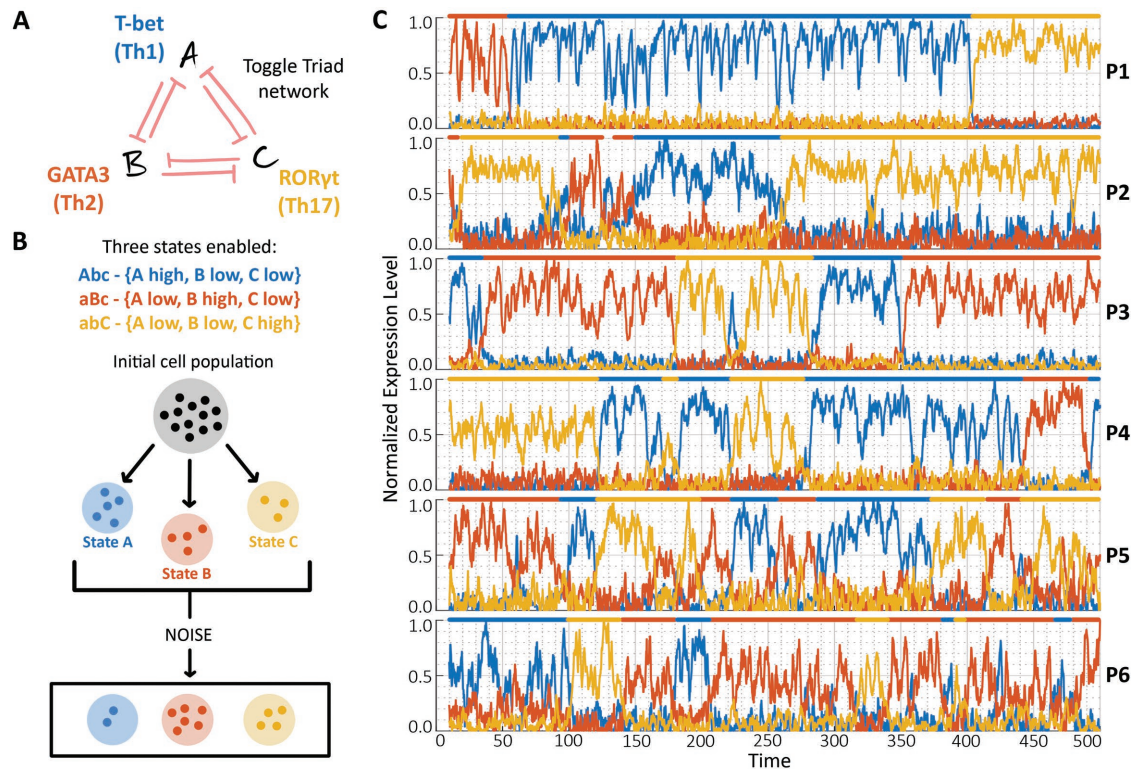 A
T-bet
(Th1)
A
Toggle Triad
network
B
C
GATA3
(Th2)
RORγt
(Th17)
B
Three states enabled:
Abc - {A high, B low, C low}
aBc - {A low, B high, C low}
abC - {A low, B low, C high}
Initial cell population
State A
State B
State C
NOISE
C
Normalized Expression Level
1.0
0.5
0.0
P1
1.0
0.5
0.0
P2
1.0
0.5
0.0
P3
1.0
0.5
0.0
P4
1.0
0.5
0.0
P5
1.0
0.5
0.0
P6
0 50 100 150 200 250 300 350 400 450 500
Time